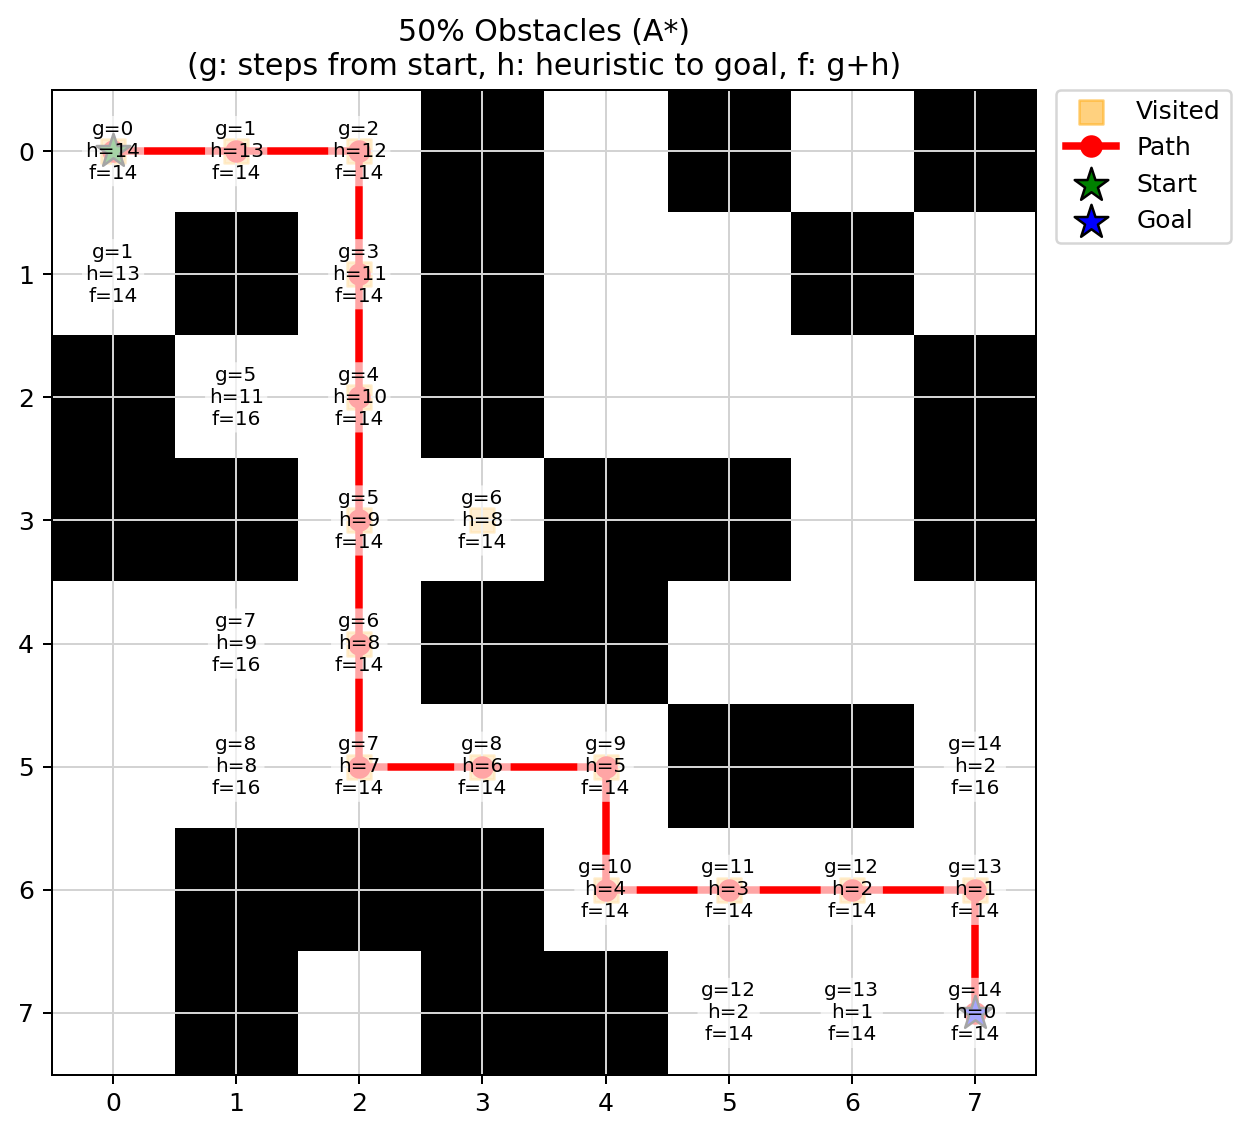 50% Obstacles (A*)
(g: steps from start, h: heuristic to goal, f: g+h)
Visited
Path
Start
Goal
0
g=0
h=14
f=14
g=1
h=13
f=14
g=2
h=12
f=14
1
g=1
h=13
f=14
g=3
h=11
f=14
2
g=5
h=11
f=16
g=4
h=10
f=14
3
g=5
h=9
f=14
g=6
h=8
f=14
4
g=7
h=9
f=16
g=6
h=8
f=14
5
g=8
h=8
f=16
g=7
h=7
f=14
g=8
h=6
f=14
g=9
h=5
f=14
g=14
h=2
f=16
6
g=10
h=4
f=14
g=11
h=3
f=14
g=12
h=2
f=14
g=13
h=1
f=14
7
g=12
h=2
f=14
g=13
h=1
f=14
g=14
h=0
f=14
0 1 2 3 4 5 6 7